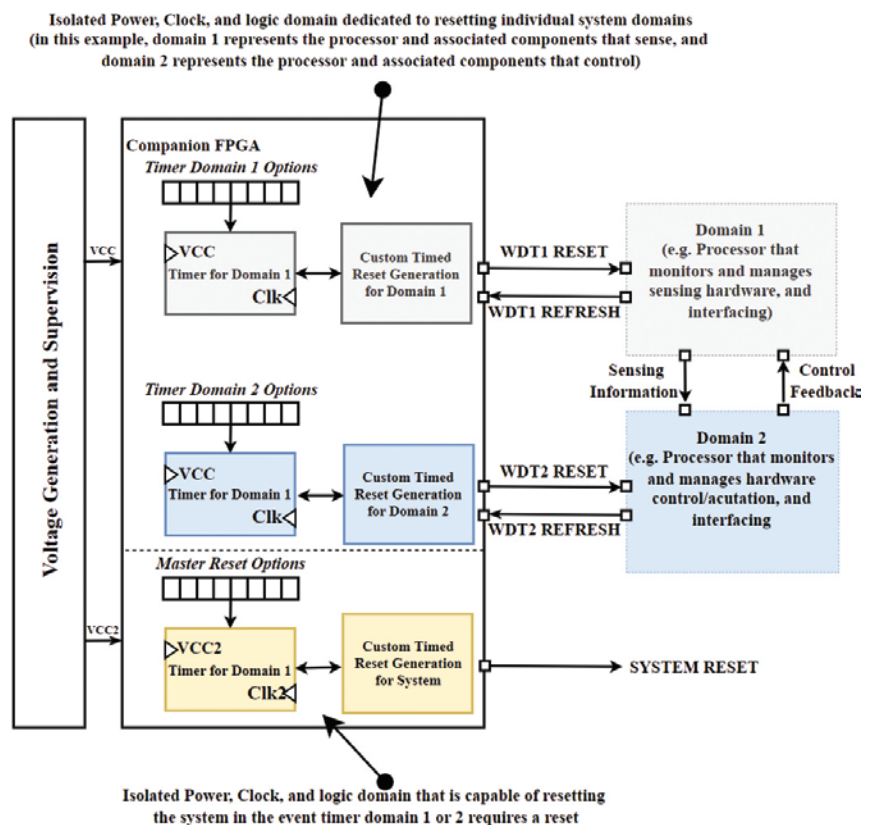 Isolated Power, Clock, and logic domain dedicated to resetting individual system domains
(in this example, domain 1 represents the processor and associated components that sense, and
domain 2 represents the processor and associated components that control)
Voltage Generation and Supervision
VCC
VCC2
Companion FPGA
Timer Domain 1 Options
VCC
Timer for Domain 1
Clk
Custom Timed
Reset Generation
for Domain 1
WDT1 RESET
WDT1 REFRESH
Domain 1
(e.g. Processor that
monitors and manages
sensing hardware, and
interfacing)
Sensing
Information
Control
Feedback
Timer Domain 2 Options
VCC
Timer for Domain 1
Clk
Custom Timed
Reset Generation
for Domain 2
WDT2 RESET
WDT2 REFRESH
Domain 2
(e.g. Processor that monitors
and manages hardware
control/acutation, and
interfacing
Master Reset Options
VCC2
Timer for Domain 1
Clk2
Custom Timed
Reset Generation
for System
SYSTEM RESET
Isolated Power, Clock, and logic domain that is capable of resetting
the system in the event timer domain 1 or 2 requires a reset